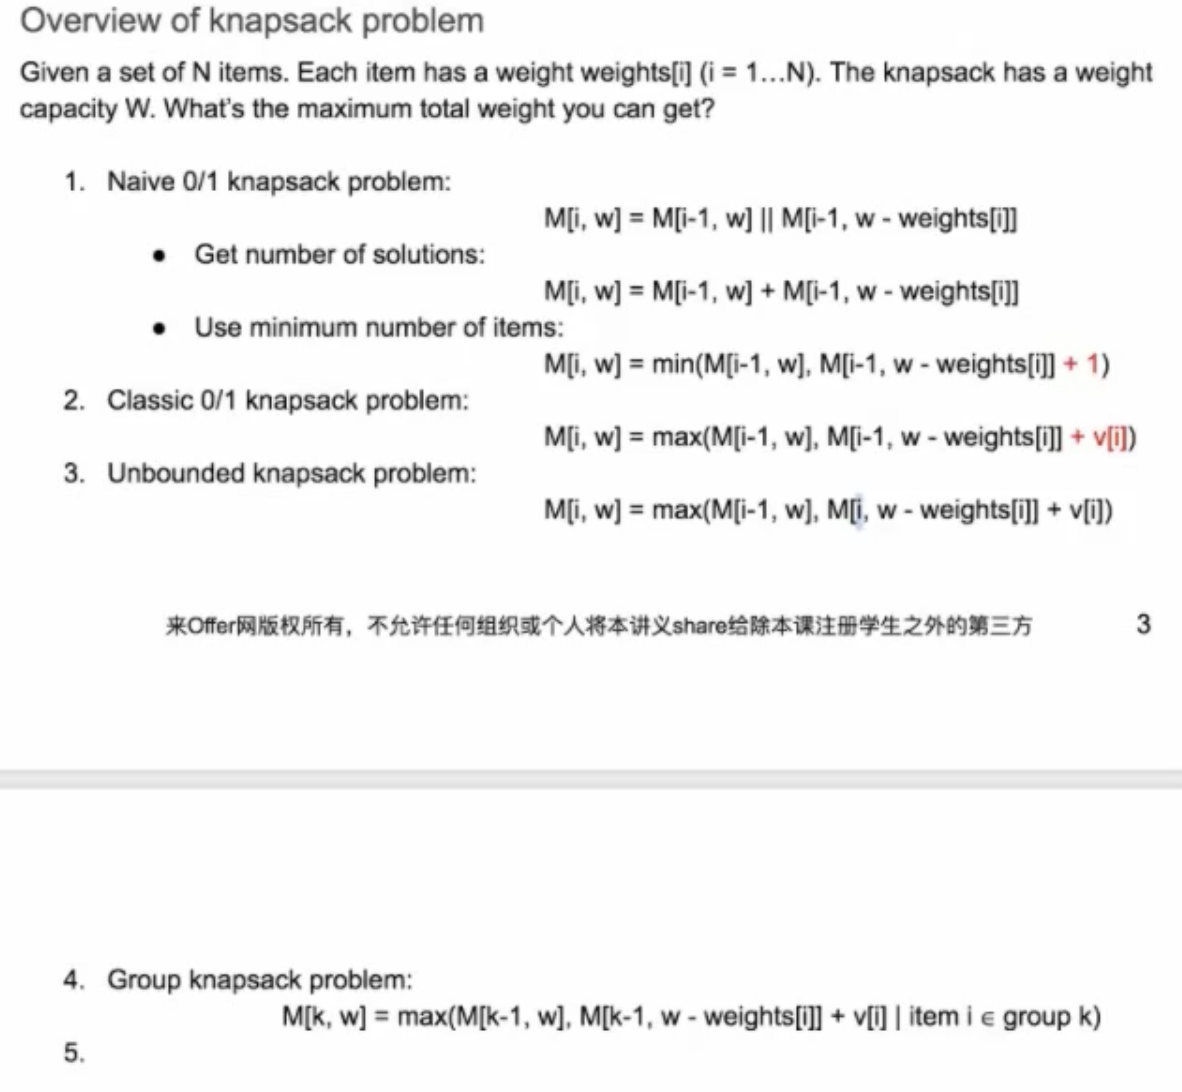 Overview of knapsack problem
Given a set of N items. Each item has a weight weights[i] (i = 1...N). The knapsack has a weight
capacity W. What's the maximum total weight you can get?
1. Naive 0/1 knapsack problem:
M[i, w] = M[i-1, w] || M[i-1, w - weights[i]]
● Get number of solutions:
M[i, w] = M[i-1, w] + M[i-1, w - weights[i]]
● Use minimum number of items:
M[i, w] = min(M[i-1, w], M[i-1, w - weights[i]] + 1)
2. Classic 0/1 knapsack problem:
M[i, w] = max(M[i-1, w], M[i-1, w - weights[i]] + v[i])
3. Unbounded knapsack problem:
M[i, w] = max(M[i-1, w], M[i, w - weights[i]] + v[i])
来Offer网版权所有，不允许任何组织或个人将本讲义share给除本课注册学生之外的第三方 3
4. Group knapsack problem:
M[k, w] = max(M[k-1, w], M[k-1, w - weights[i]] + v[i] | item i ∈ group k)
5.